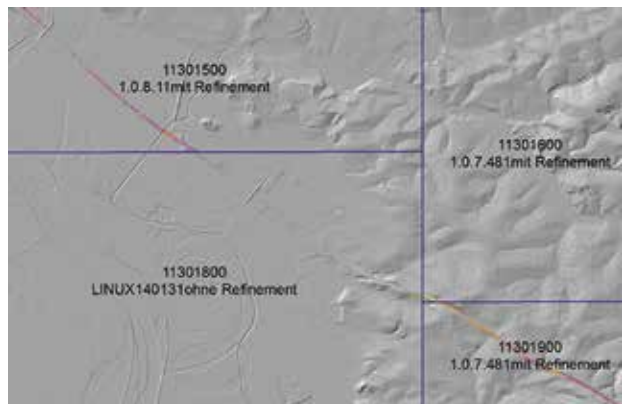 11301500
1.0.8.11mit Refinement
11301600
1.0.7.481mit Refinement
11301800
LINUX140131ohne Refinement
11301900
1.0.7.481mit Refinement